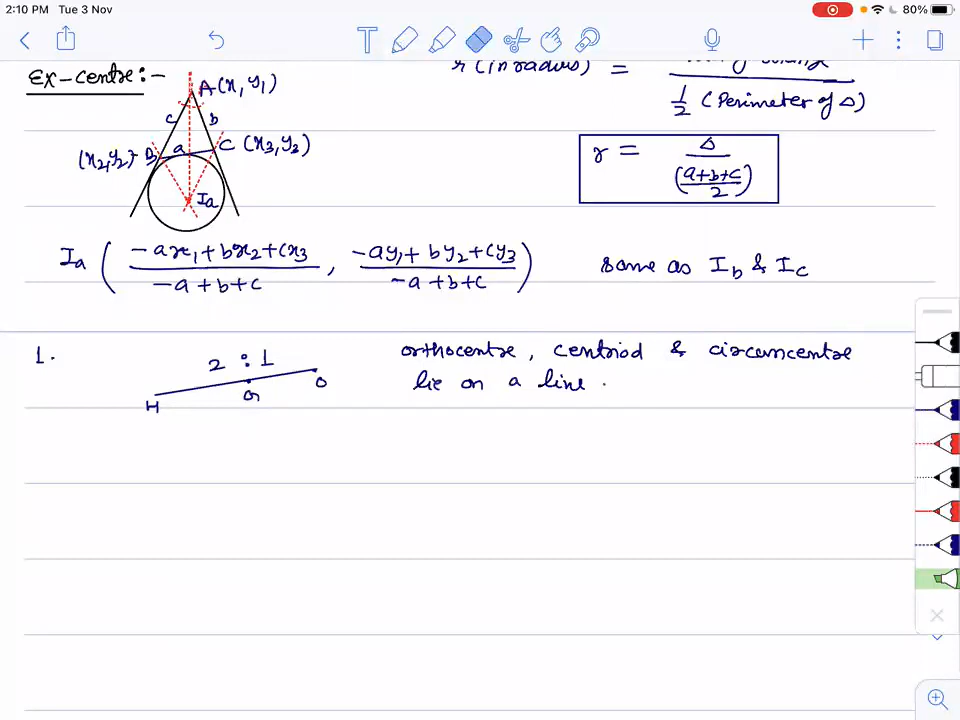 2:10 PM Tue 3 Nov
80%
T
Ex-centre:-
A(x, y1)
c
b
(x2,y2) B
a
C (x3,y3)
Ia
r (in radius) =
1/2 (Perimeter of Δ)
r = Δ / ((a+b+c)/2)
Ia ( (-ax1+bx2+cx3)/(-a+b+c) , (-ay1+by2+cy3)/(-a+b+c) )
same as Ib & Ic
1.
2 : 1
H
G
O
orthocentre, centriod & circumcentre
lie on a line.